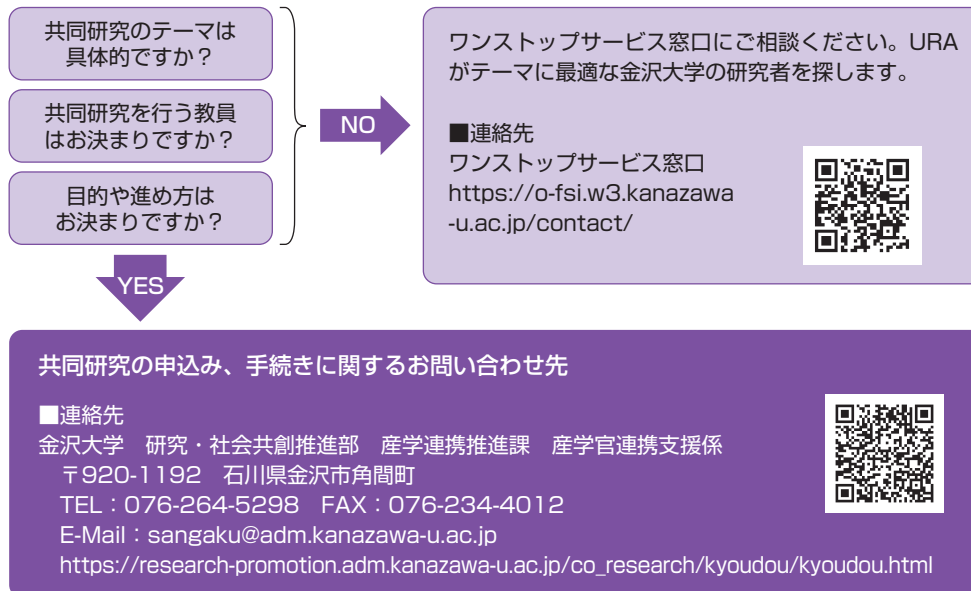 共同研究のテーマは
具体的ですか？
共同研究を行う教員
はお決まりですか？
目的や進め方は
お決まりですか？
NO
ワンストップサービス窓口にご相談ください。URA
がテーマに最適な金沢大学の研究者を探します。
■連絡先
ワンストップサービス窓口
https://o-fsi.w3.kanazawa
-u.ac.jp/contact/
YES
共同研究の申込み、手続きに関するお問い合わせ先
■連絡先
金沢大学　研究・社会共創推進部　産学連携推進課　産学官連携支援係
〒920-1192　石川県金沢市角間町
TEL：076-264-5298　FAX：076-234-4012
E-Mail：sangaku@adm.kanazawa-u.ac.jp
https://research-promotion.adm.kanazawa-u.ac.jp/co_research/kyoudou/kyoudou.html